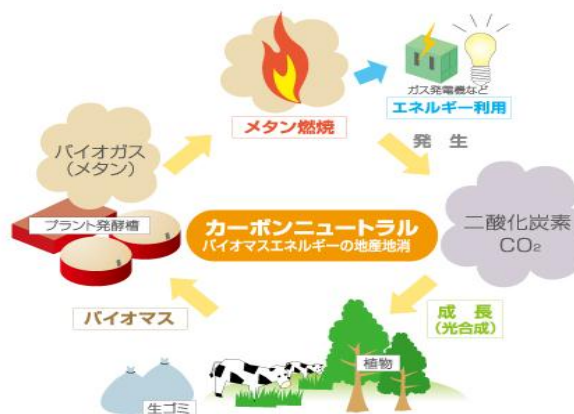 メタン燃焼
ガス発電機など
エネルギー利用
発生
バイオガス
(メタン)
プラント発酵槽
カーボンニュートラル
バイオマスエネルギーの地産地消
二酸化炭素
CO₂
バイオマス
成長
(光合成)
植物
生ゴミ